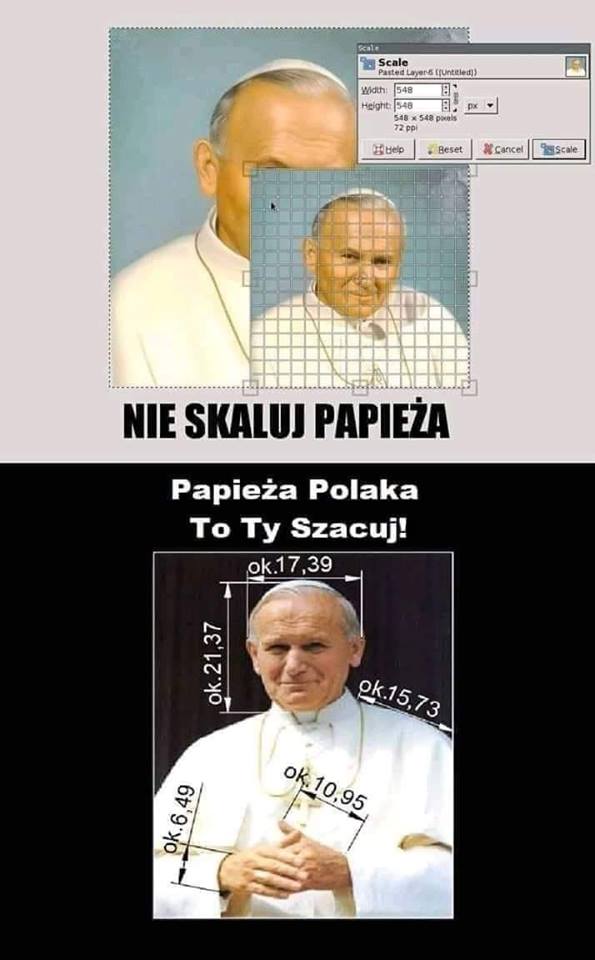 Scale
Scale
Pasted Layer-6 ([Untitled])
Width: 548
Height: 548 px
548 × 548 pixels
72 ppi
Help Reset Cancel Scale
NIE SKALUJ PAPIEŻA
Papieża Polaka
To Ty Szacuj!
ok.17,39
ok.21,37
ok.15,73
ok.10,95
ok.6,49